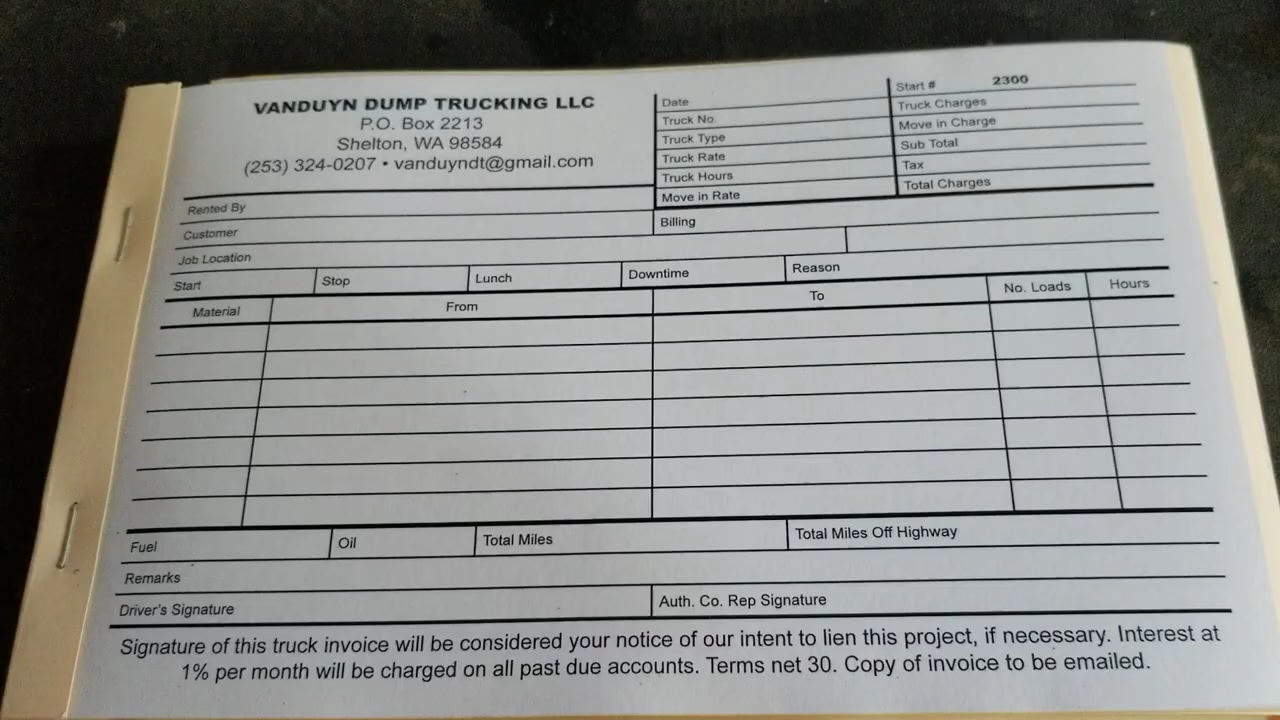 VANDUYN DUMP TRUCKING LLC
P.O. Box 2213
Shelton, WA 98584
(253) 324-0207 • vanduyndt@gmail.com
Date
Truck No.
Truck Type
Truck Rate
Truck Hours
Move in Rate
Start # 2300
Truck Charges
Move in Charge
Sub Total
Tax
Total Charges
Rented By
Customer Billing
Job Location
Start Stop Lunch Downtime Reason
Material From To No. Loads Hours
Fuel Oil Total Miles Total Miles Off Highway
Remarks
Driver's Signature Auth. Co. Rep Signature
Signature of this truck invoice will be considered your notice of our intent to lien this project, if necessary. Interest at
1% per month will be charged on all past due accounts. Terms net 30. Copy of invoice to be emailed.